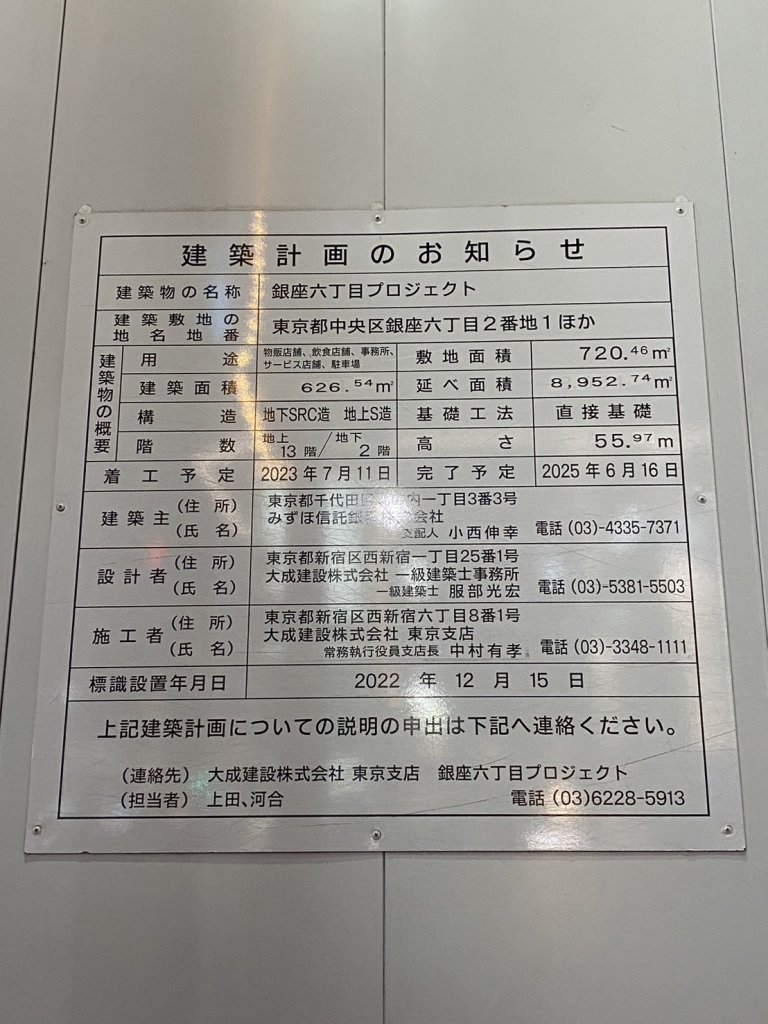 建築計画のお知らせ
建築物の名称 銀座六丁目プロジェクト
建築敷地の
地名地番 東京都中央区銀座六丁目2番地1ほか
建築物の概要
用途 物販店舗、飲食店舗、事務所、
サービス店舗、駐車場
敷地面積 720.46㎡
建築面積 626.54㎡ 延べ面積 8,952.74㎡
構造 地下SRC造 地上S造 基礎工法 直接基礎
階数 地上13階/地下2階 高さ 55.97m
着工予定 2023年7月11日 完了予定 2025年6月16日
建築主 (住所) 東京都千代田区 内一丁目3番3号
(氏名) みずほ信託銀 会社
支配人 小西伸幸 電話(03)-4335-7371
設計者 (住所) 東京都新宿区西新宿一丁目25番1号
(氏名) 大成建設株式会社 一級建築士事務所
一級建築士 服部光宏 電話(03)-5381-5503
施工者 (住所) 東京都新宿区西新宿六丁目8番1号
(氏名) 大成建設株式会社 東京支店
常務執行役員支店長 中村有孝 電話(03)-3348-1111
標識設置年月日 2022年12月15日
上記建築計画についての説明の申出は下記へ連絡ください。
(連絡先) 大成建設株式会社 東京支店 銀座六丁目プロジェクト
(担当者) 上田、河合 電話(03)6228-5913